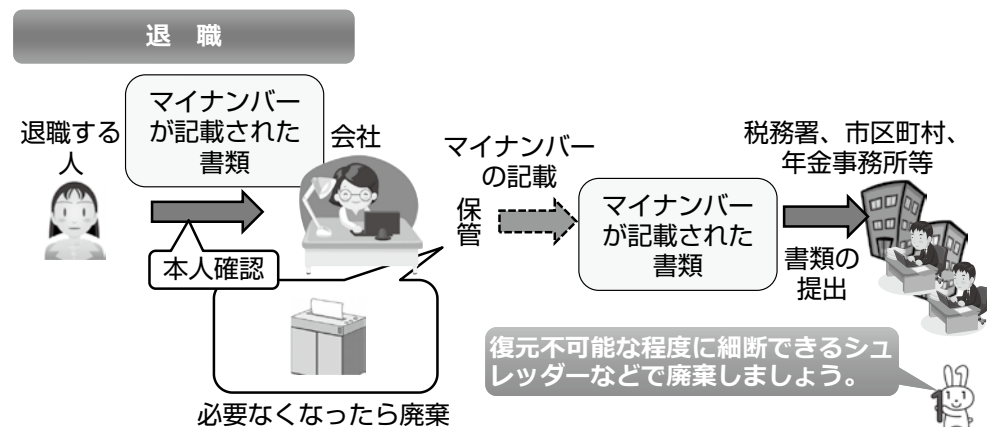 退 職
退職する
人
マイナンバー
が記載された
書類
会社
本人確認
必要なくなったら廃棄
マイナンバー
の記載
保管
マイナンバー
が記載された
書類
書類の
提出
税務署、市区町村、
年金事務所等
復元不可能な程度に細断できるシュ
レッダーなどで廃棄しましょう。
1